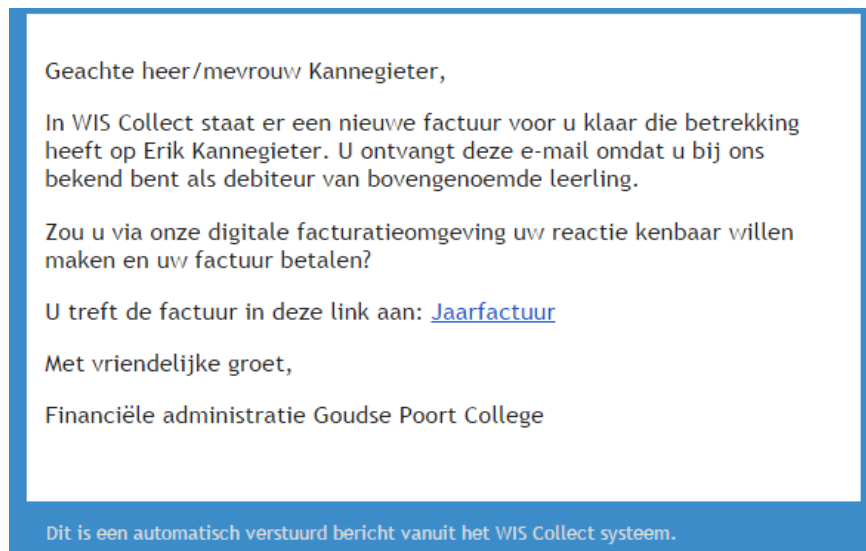 Geachte heer/mevrouw Kannegieter,
In WIS Collect staat er een nieuwe factuur voor u klaar die betrekking
heeft op Erik Kannegieter. U ontvangt deze e-mail omdat u bij ons
bekend bent als debiteur van bovengenoemde leerling.
Zou u via onze digitale facturatieomgeving uw reactie kenbaar willen
maken en uw factuur betalen?
U treft de factuur in deze link aan: Jaarfactuur
Met vriendelijke groet,
Financiële administratie Goudse Poort College
Dit is een automatisch verstuurd bericht vanuit het WIS Collect systeem.